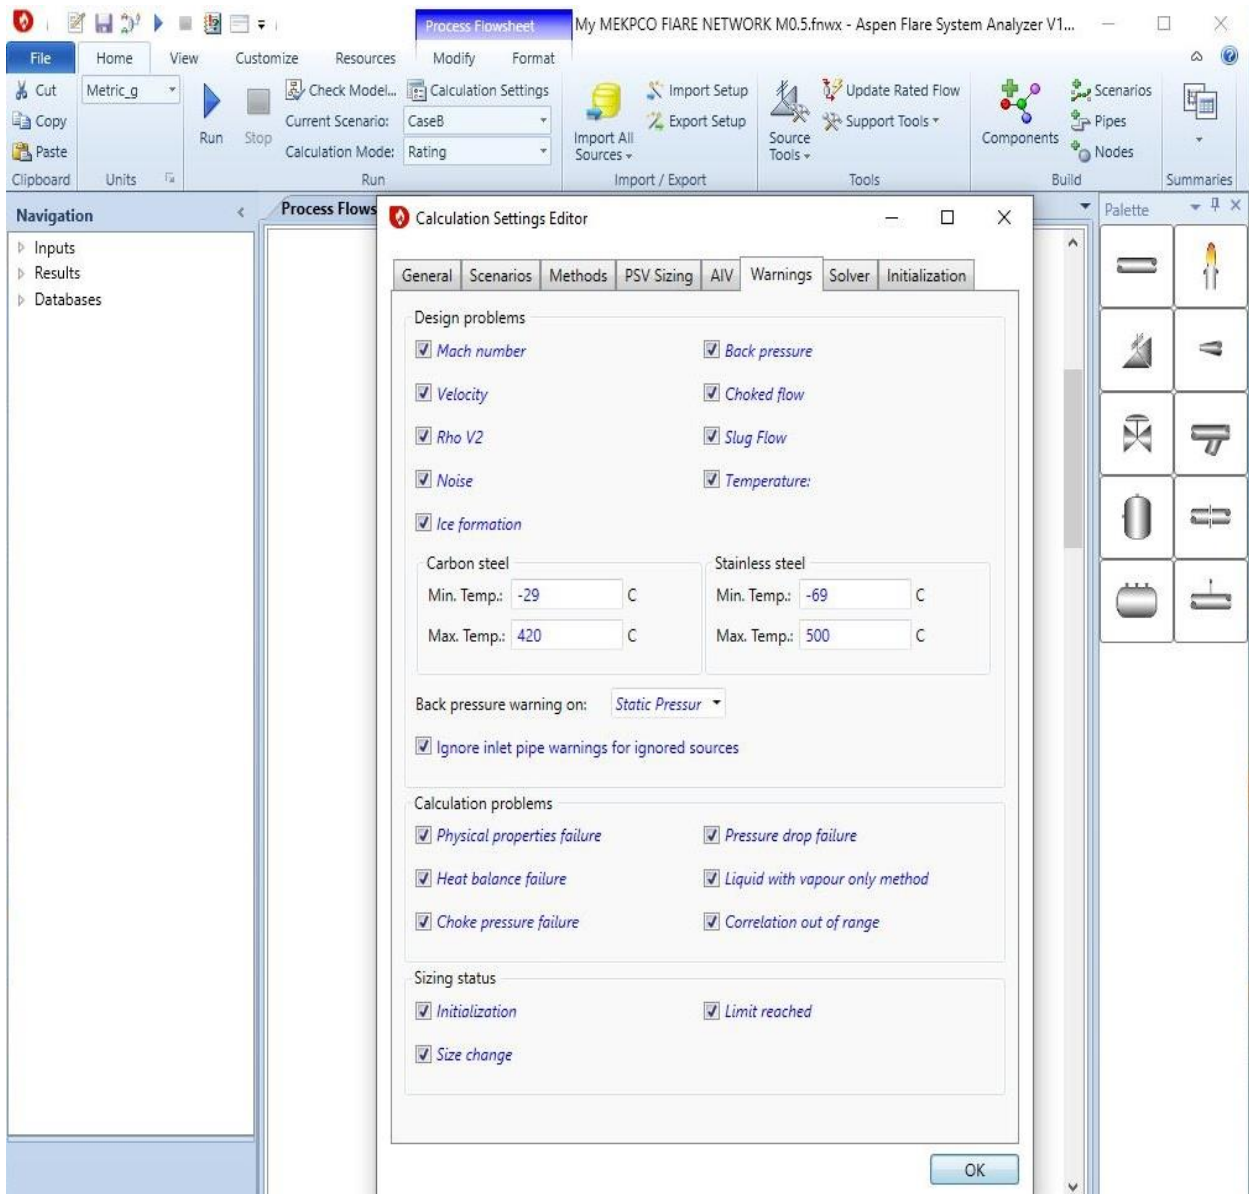 Process Flowsheet
My MEKPCO FIARE NETWORK M0.5.fnwx - Aspen Flare System Analyzer V1...
File Home View Customize Resources Modify Format
Cut
Copy
Paste
Clipboard
Metric_g
Units
Run
Stop
Check Model... Calculation Settings
Current Scenario: CaseB
Calculation Mode: Rating
Run
Import All
Sources
Import Setup
Export Setup
Import / Export
Source
Tools
Update Rated Flow
Support Tools
Tools
Components
Scenarios
Pipes
Nodes
Build
Summaries
Navigation
Inputs
Results
Databases
Process Flows
Calculation Settings Editor
General Scenarios Methods PSV Sizing AIV Warnings Solver Initialization
Design problems
Mach number Back pressure
Velocity Choked flow
Rho V2 Slug Flow
Noise Temperature:
Ice formation
Carbon steel Stainless steel
Min. Temp.: -29 C Min. Temp.: -69 C
Max. Temp.: 420 C Max. Temp.: 500 C
Back pressure warning on: Static Pressur
Ignore inlet pipe warnings for ignored sources
Calculation problems
Physical properties failure Pressure drop failure
Heat balance failure Liquid with vapour only method
Choke pressure failure Correlation out of range
Sizing status
Initialization Limit reached
Size change
OK
Palette